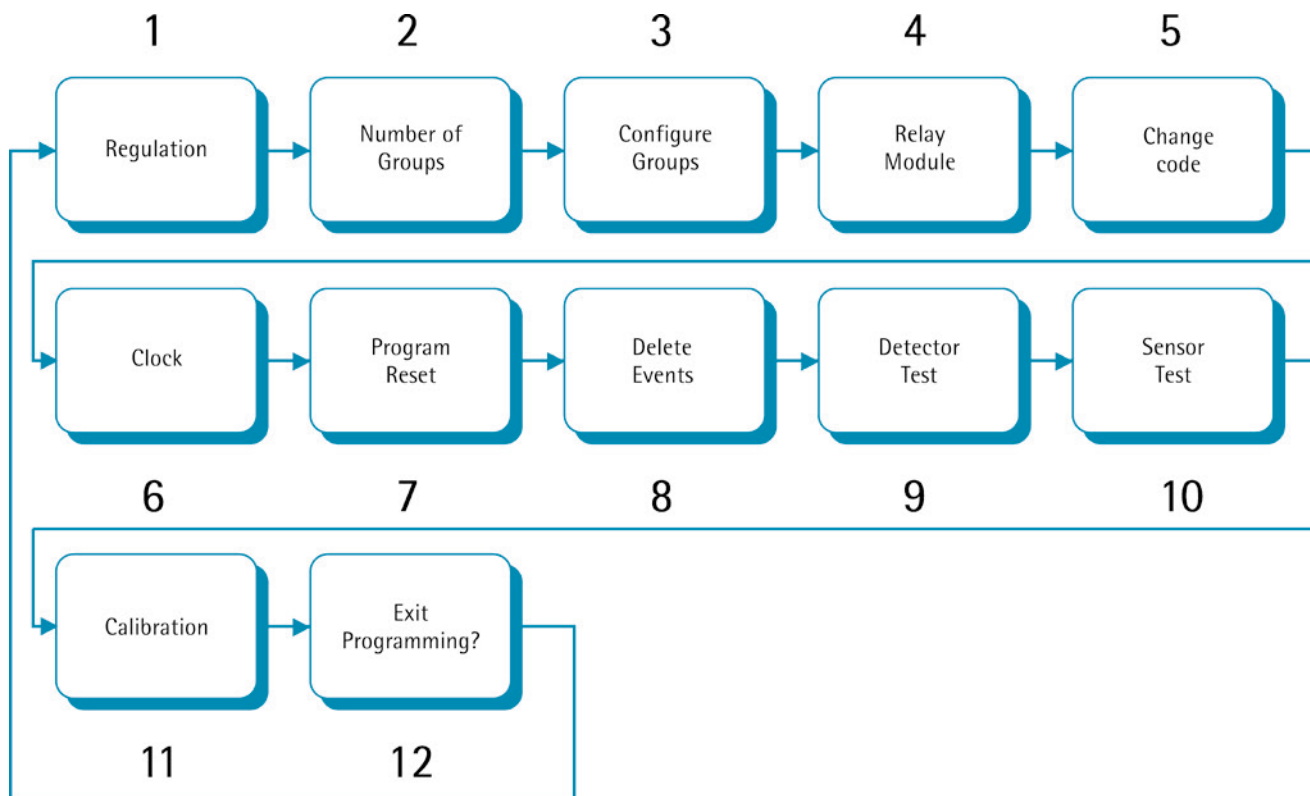 1 2 3 4 5
Regulation
Number of
Groups
Configure
Groups
Relay
Module
Change
code
Clock
Program
Reset
Delete
Events
Detector
Test
Sensor
Test
6 7 8 9 10
Calibration
Exit
Programming?
11 12